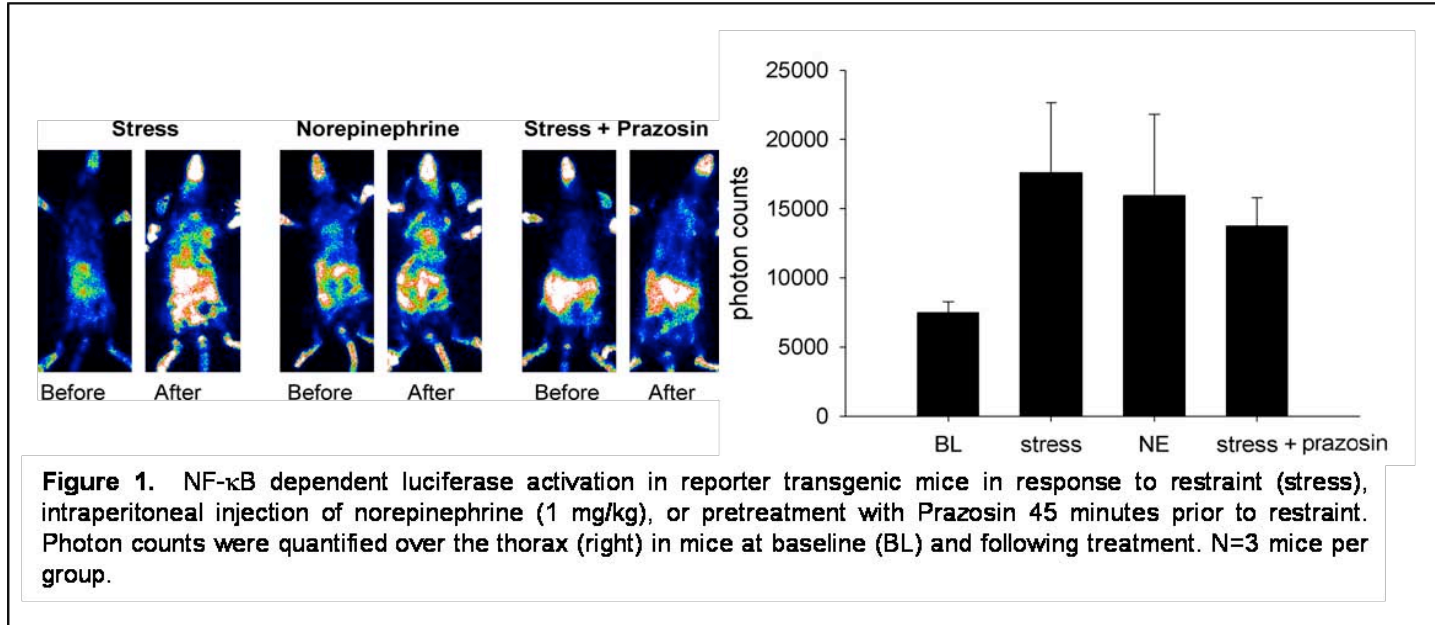 Stress Norepinephrine Stress + Prazosin
Before After Before After Before After
25000
20000
15000
10000
5000
0
photon counts
BL stress NE stress + prazosin
Figure 1. NF-κB dependent luciferase activation in reporter transgenic mice in response to restraint (stress),
intraperitoneal injection of norepinephrine (1 mg/kg), or pretreatment with Prazosin 45 minutes prior to restraint.
Photon counts were quantified over the thorax (right) in mice at baseline (BL) and following treatment. N=3 mice per
group.